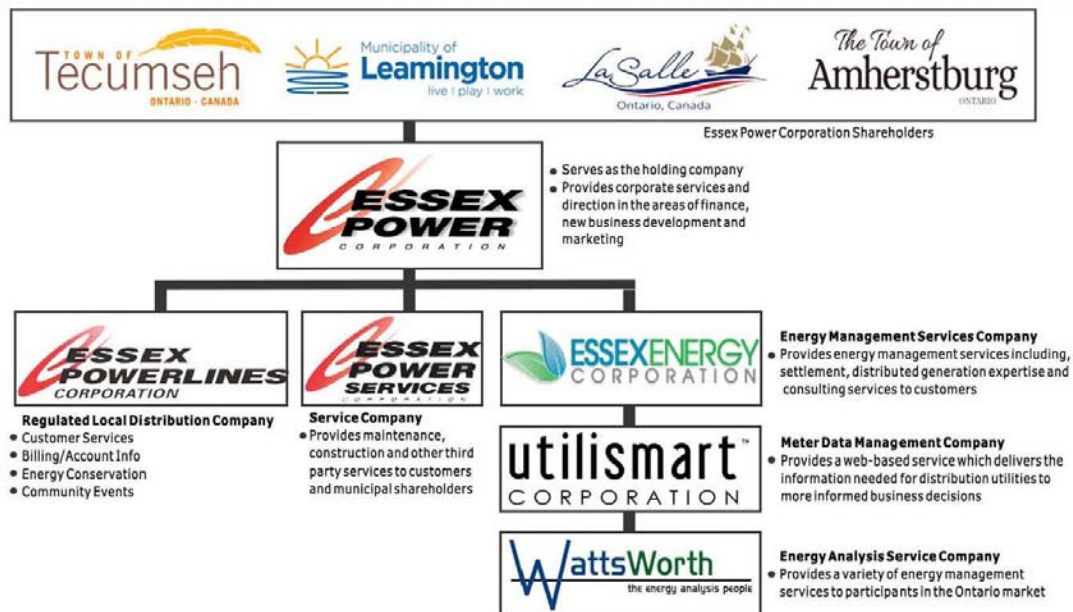 TOWN OF
Tecumseh
ONTARIO - CANADA
Municipality of
Leamington
live | play | work
LaSalle
Ontario, Canada
The Town of
Amherstburg
ONTARIO
Essex Power Corporation Shareholders
ESSEX
POWER
CORPORATION
• Serves as the holding company
• Provides corporate services and
direction in the areas of finance,
new business development and
marketing
ESSEX
POWERLINES
CORPORATION
Regulated Local Distribution Company
• Customer Services
• Billing/Account Info
• Energy Conservation
• Community Events
ESSEX
POWER
SERVICES
CORPORATION
Service Company
• Provides maintenance,
construction and other third
party services to customers
and municipal shareholders
ESSEXENERGY
CORPORATION
Energy Management Services Company
• Provides energy management services including,
settlement, distributed generation expertise and
consulting services to customers
utilismart™
CORPORATION
Meter Data Management Company
• Provides a web-based service which delivers the
information needed for distribution utilities to
more informed business decisions
WattsWorth
the energy analysis people
Energy Analysis Service Company
• Provides a variety of energy management
services to participants in the Ontario market